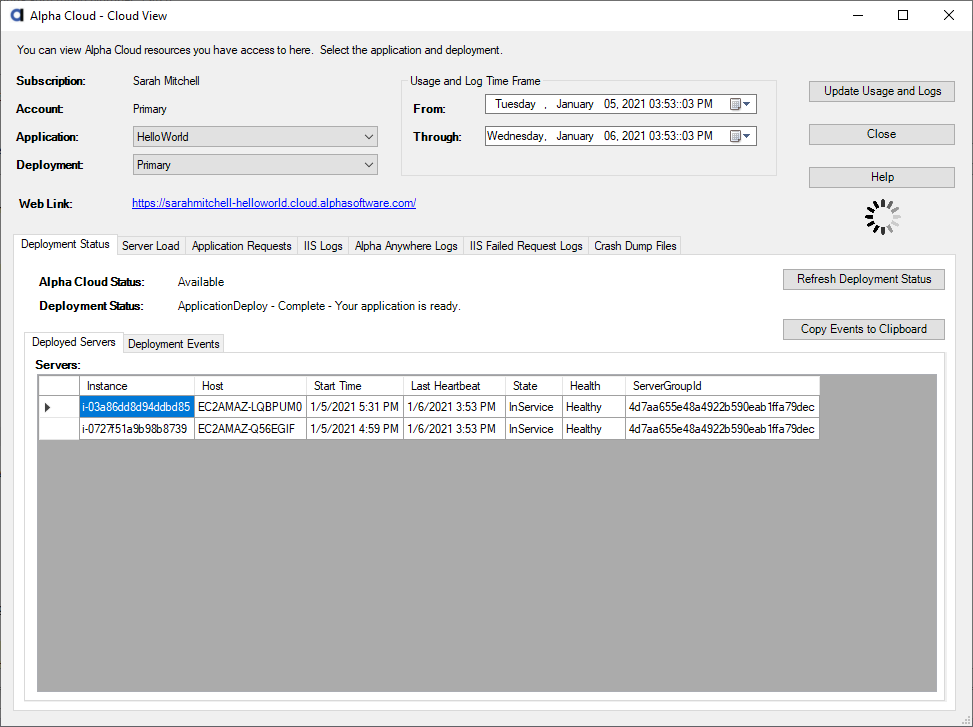 Alpha Cloud - Cloud View
You can view Alpha Cloud resources you have access to here. Select the application and deployment.
Subscription: Sarah Mitchell
Account: Primary
Application: HelloWorld
Deployment: Primary
Web Link: https://sarahmitchell-helloworld.cloud.alphasoftware.com/
Usage and Log Time Frame
From: Tuesday , January 05, 2021 03:53::03 PM
Through: Wednesday, January 06, 2021 03:53::03 PM
Update Usage and Logs
Close
Help
Deployment Status Server Load Application Requests IIS Logs Alpha Anywhere Logs IIS Failed Request Logs Crash Dump Files
Alpha Cloud Status: Available
Deployment Status: ApplicationDeploy - Complete - Your application is ready.
Refresh Deployment Status
Copy Events to Clipboard
Deployed Servers Deployment Events
Servers:
Instance Host Start Time Last Heartbeat State Health ServerGroupId
i-03a86dd8d94ddbd85 EC2AMAZ-LQBPUM0 1/5/2021 5:31 PM 1/6/2021 3:53 PM InService Healthy 4d7aa655e48a4922b590eab1ffa79dec
i-0727f51a9b98b8739 EC2AMAZ-Q56EGIF 1/5/2021 4:59 PM 1/6/2021 3:53 PM InService Healthy 4d7aa655e48a4922b590eab1ffa79dec